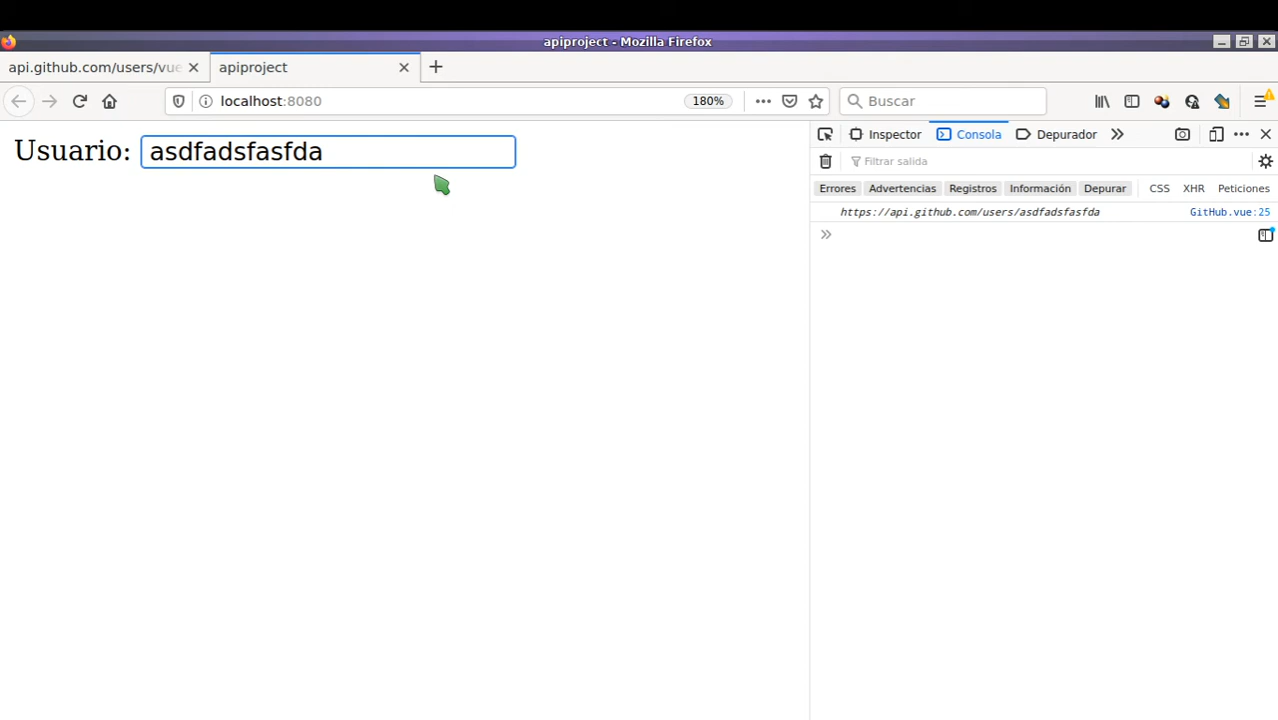 apiproject - Mozilla Firefox
api.github.com/users/vue
apiproject
localhost:8080
180%
Buscar
Usuario: asdfadsfasfda
Inspector
Consola
Depurador
Filtrar salida
Errores
Advertencias
Registros
Información
Depurar
CSS
XHR
Peticiones
https://api.github.com/users/asdfadsfasfda
GitHub.vue:25